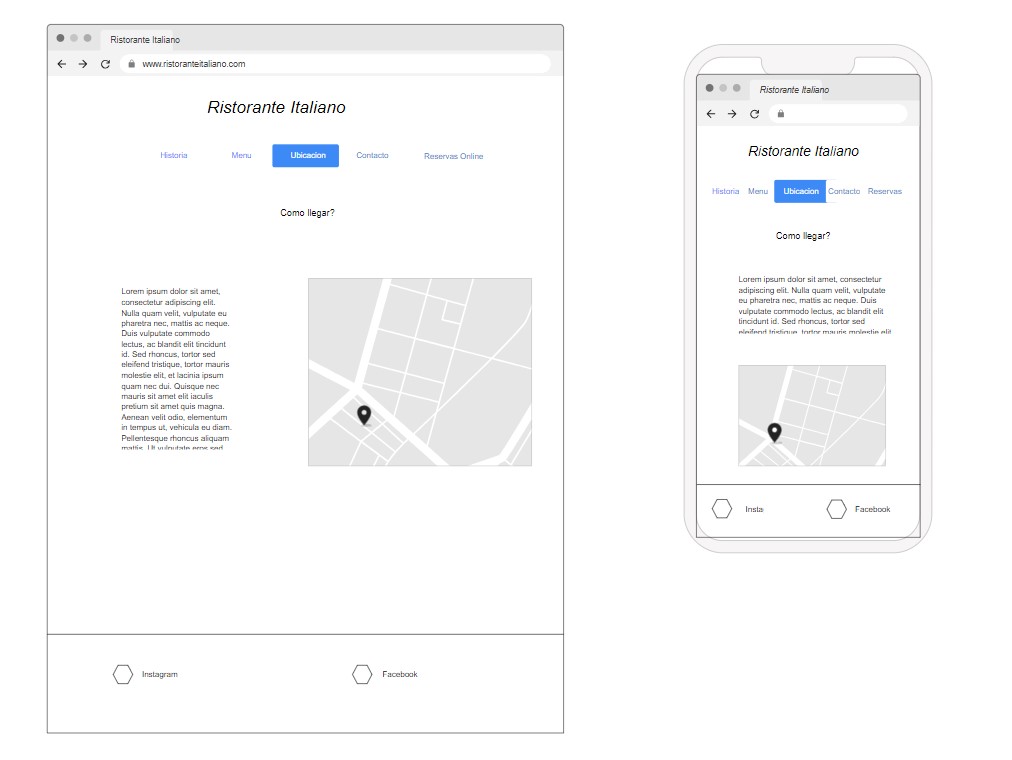 Ristorante Italiano
www.ristoranteitaliano.com
Ristorante Italiano
Historia Menu Ubicacion Contacto Reservas Online
Como llegar?
Lorem ipsum dolor sit amet,
consectetur adipiscing elit.
Nulla quam velit, vulputate eu
pharetra nec, mattis ac neque.
Duis vulputate commodo
lectus, ac blandit elit tincidunt
id. Sed rhoncus, tortor sed
eleifend tristique, tortor mauris
molestie elit, et lacinia ipsum
quam nec dui. Quisque nec
mauris sit amet elit iaculis
pretium sit amet quis magna.
Aenean velit odio, elementum
in tempus ut, vehicula eu diam.
Pellentesque rhoncus aliquam
mattis. Ut vulputate eros sed
Instagram Facebook
Ristorante Italiano
Ristorante Italiano
Historia Menu Ubicacion Contacto Reservas
Como llegar?
Lorem ipsum dolor sit amet, consectetur
adipiscing elit. Nulla quam velit, vulputate
eu pharetra nec, mattis ac neque. Duis
vulputate commodo lectus, ac blandit elit
tincidunt id. Sed rhoncus, tortor sed
eleifend tristique, tortor mauris molestie elit
Insta Facebook